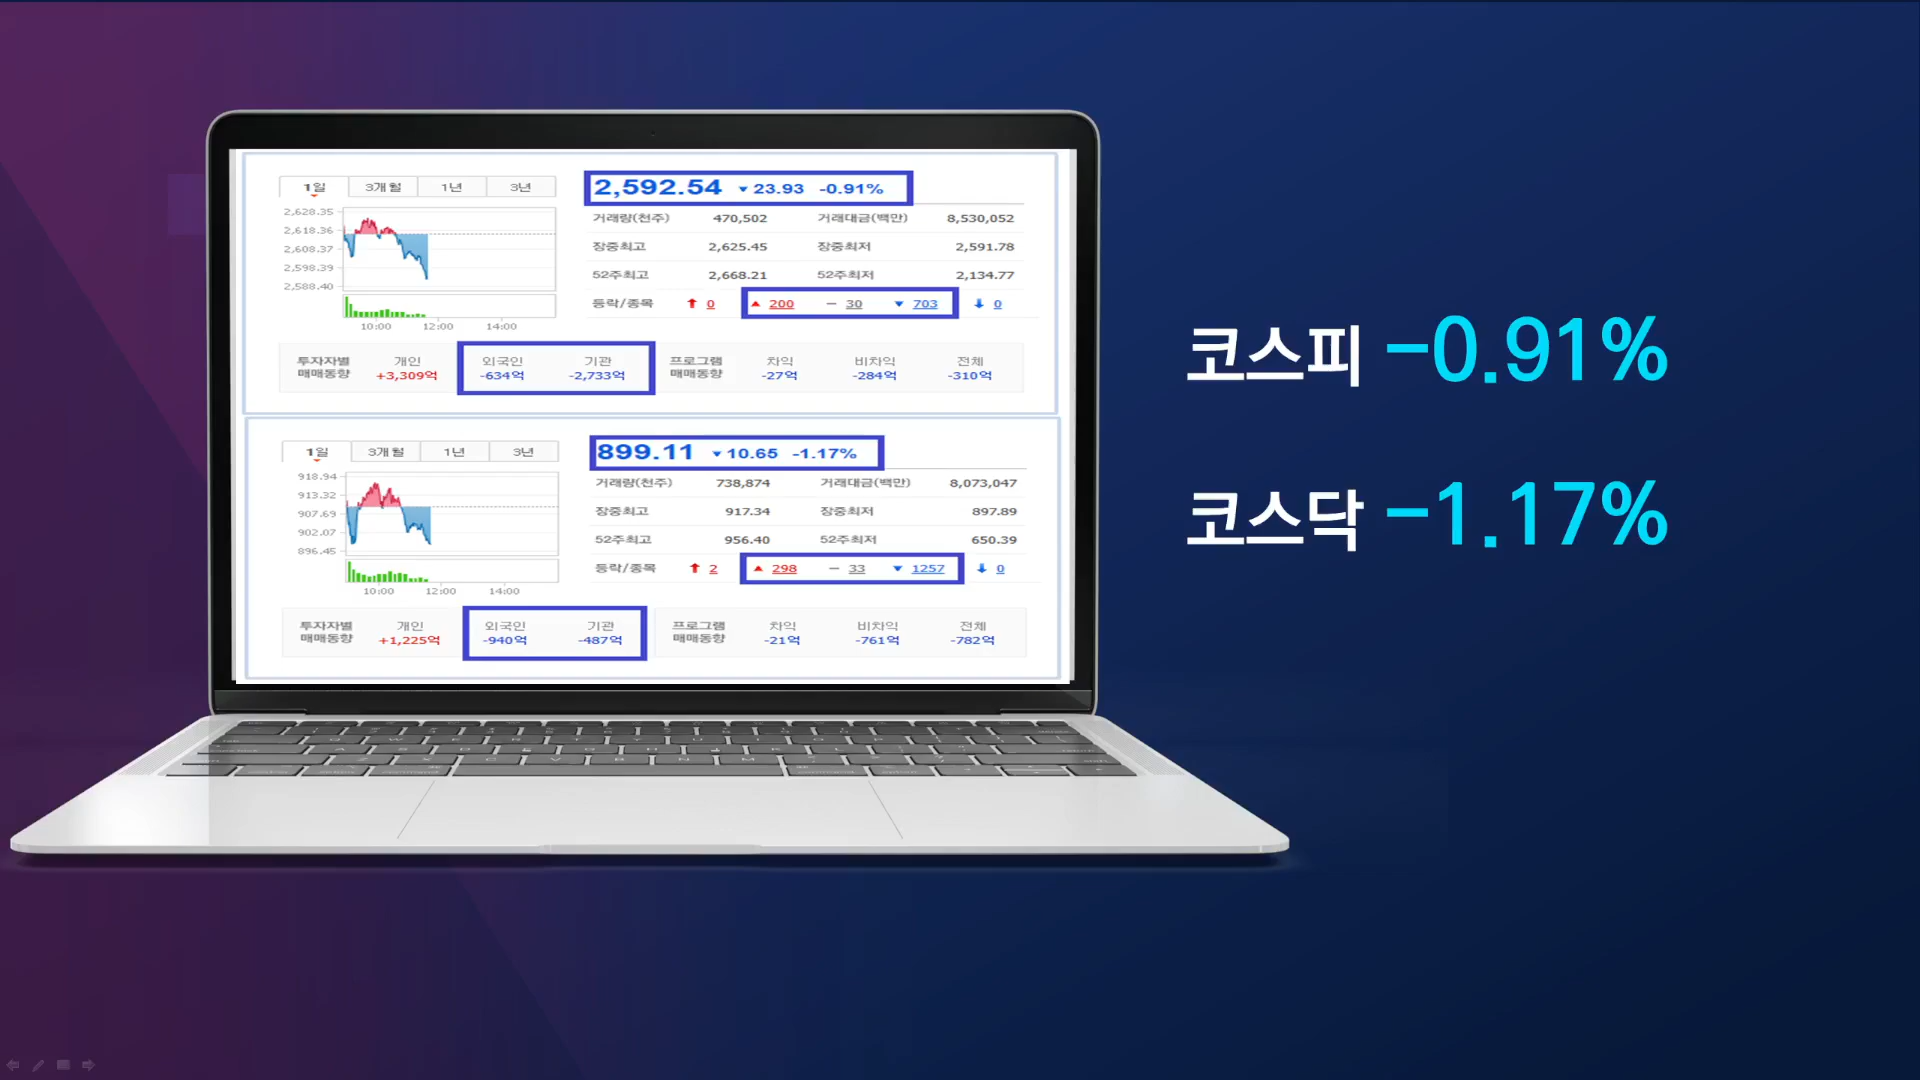 1일 3개월 1년 3년
2,592.54 ▼ 23.93 -0.91%
2,628.35
2,618.36
2,608.37
2,598.39
2,588.40
10:00 12:00 14:00
거래량(천주) 470,502 거래대금(백만) 8,530,052
장중최고 2,625.45 장중최저 2,591.78
52주최고 2,668.21 52주최저 2,134.77
등락/종목 ↑ 0 ▲ 200 - 30 ▼ 703 ↓ 0
투자자별 매매동향
개인 +3,309억
외국인 -634억
기관 -2,733억
프로그램 매매동향
차익 -27억
비차익 -284억
전체 -310억
1일 3개월 1년 3년
899.11 ▼ 10.65 -1.17%
918.94
913.32
907.69
902.07
896.45
10:00 12:00 14:00
거래량(천주) 738,874 거래대금(백만) 8,073,047
장중최고 917.34 장중최저 897.89
52주최고 956.40 52주최저 650.39
등락/종목 ↑ 2 ▲ 298 - 33 ▼ 1257 ↓ 0
투자자별 매매동향
개인 +1,225억
외국인 -940억
기관 -487억
프로그램 매매동향
차익 -21억
비차익 -761억
전체 -782억
코스피 -0.91%
코스닥 -1.17%